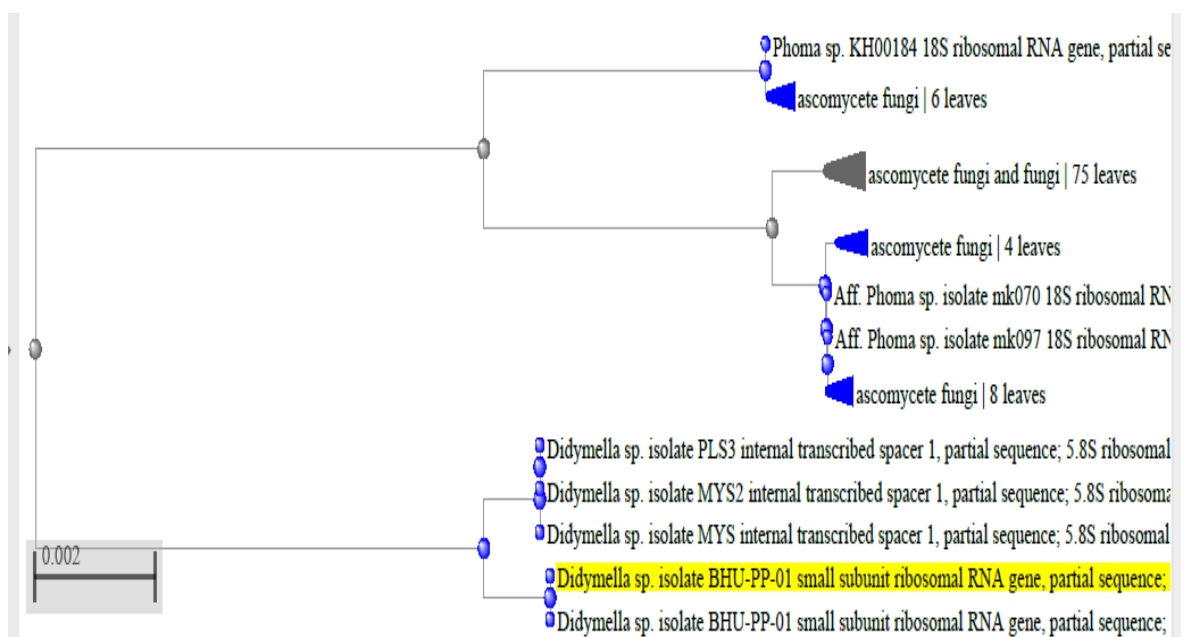 Phoma sp. KH00184 18S ribosomal RNA gene, partial se
ascomycete fungi | 6 leaves
ascomycete fungi and fungi | 75 leaves
ascomycete fungi | 4 leaves
Aff. Phoma sp. isolate mk070 18S ribosomal RN
Aff. Phoma sp. isolate mk097 18S ribosomal RN
ascomycete fungi | 8 leaves
Didymella sp. isolate PLS3 internal transcribed spacer 1, partial sequence; 5.8S ribosomal
Didymella sp. isolate MYS2 internal transcribed spacer 1, partial sequence; 5.8S ribosoma
Didymella sp. isolate MYS internal transcribed spacer 1, partial sequence; 5.8S ribosomal
0.002
Didymella sp. isolate BHU-PP-01 small subunit ribosomal RNA gene, partial sequence;
Didymella sp. isolate BHU-PP-01 small subunit ribosomal RNA gene, partial sequence;